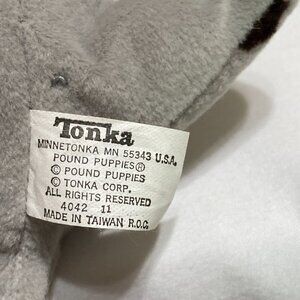 Tonka
MINNETONKA MN 55343 U.S.A.
POUND PUPPIES®
© POUND PUPPIES
© TONKA CORP.
ALL RIGHTS RESERVED
4042 11
MADE IN TAIWAN R.O.C.